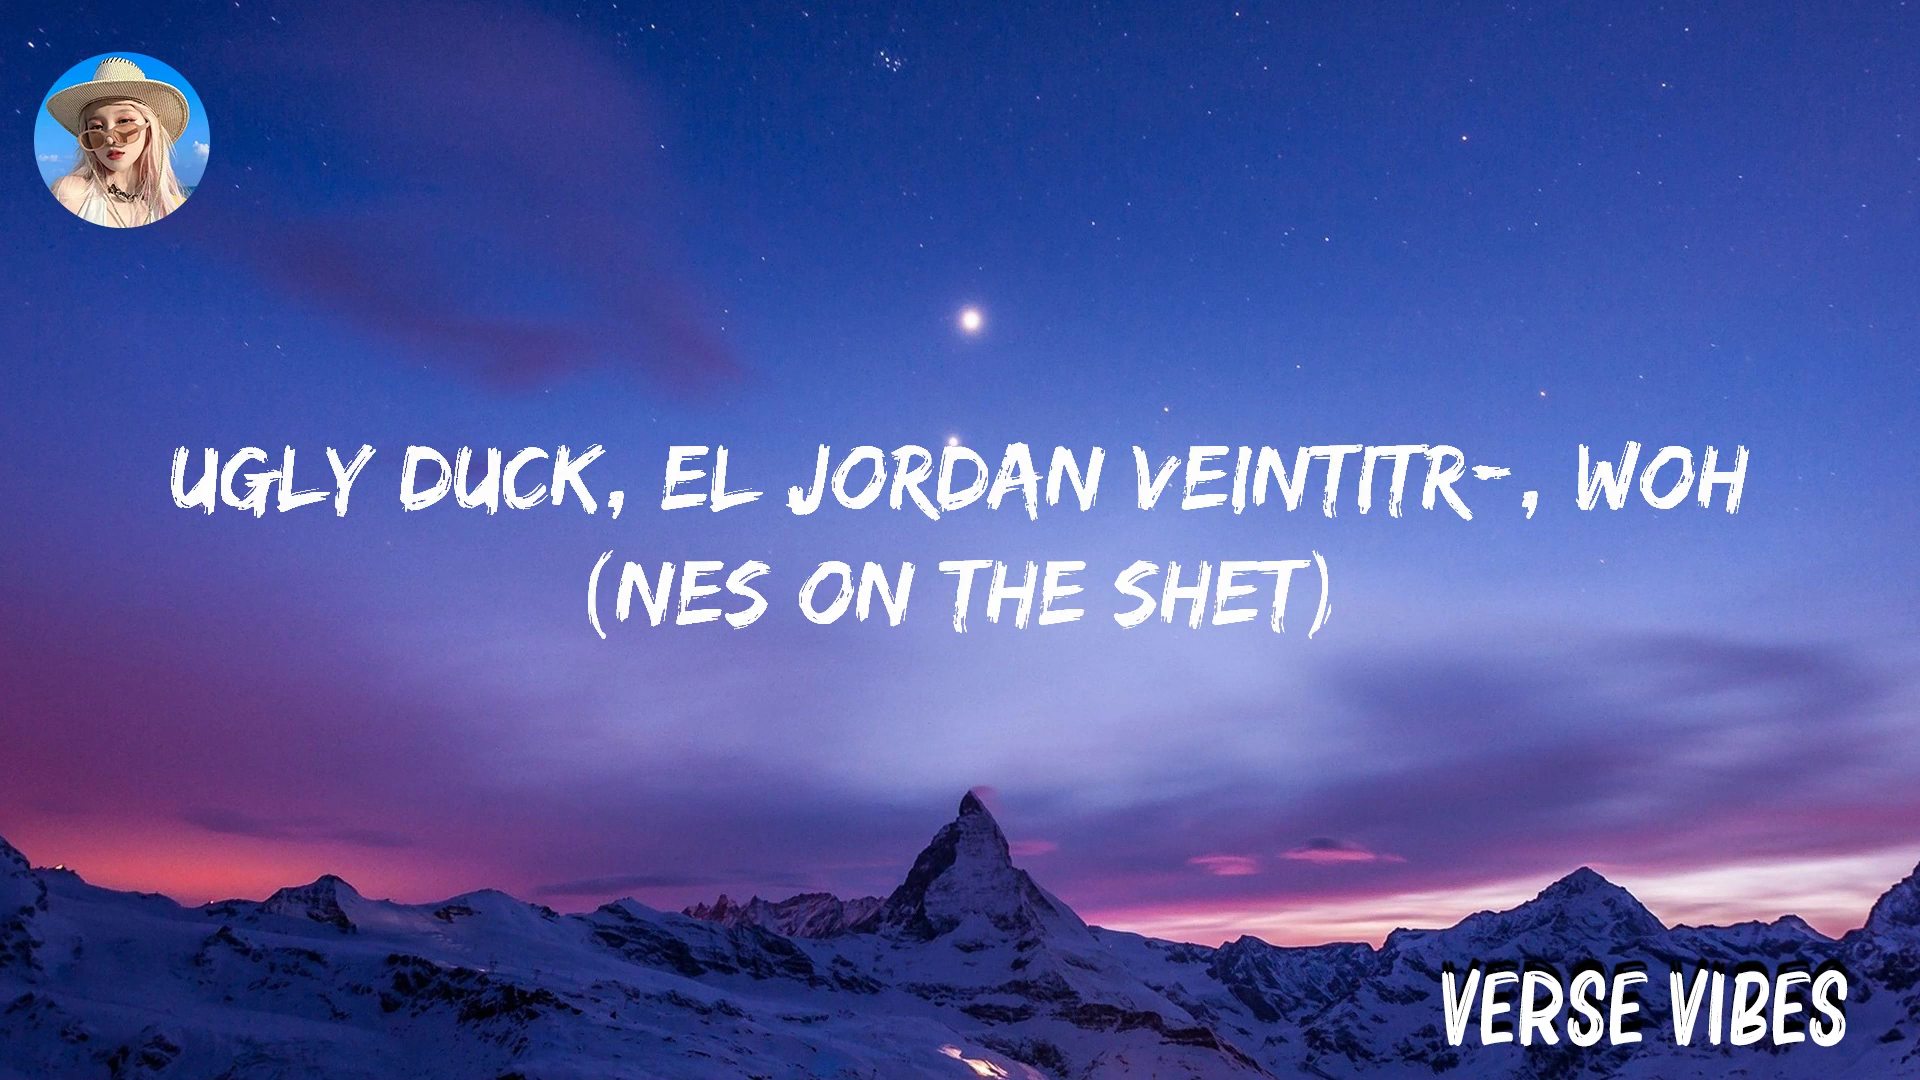 UGLY DUCK, EL JORDAN VEINTITR-, WOH
(NES ON THE SHET)
VERSE VIBES